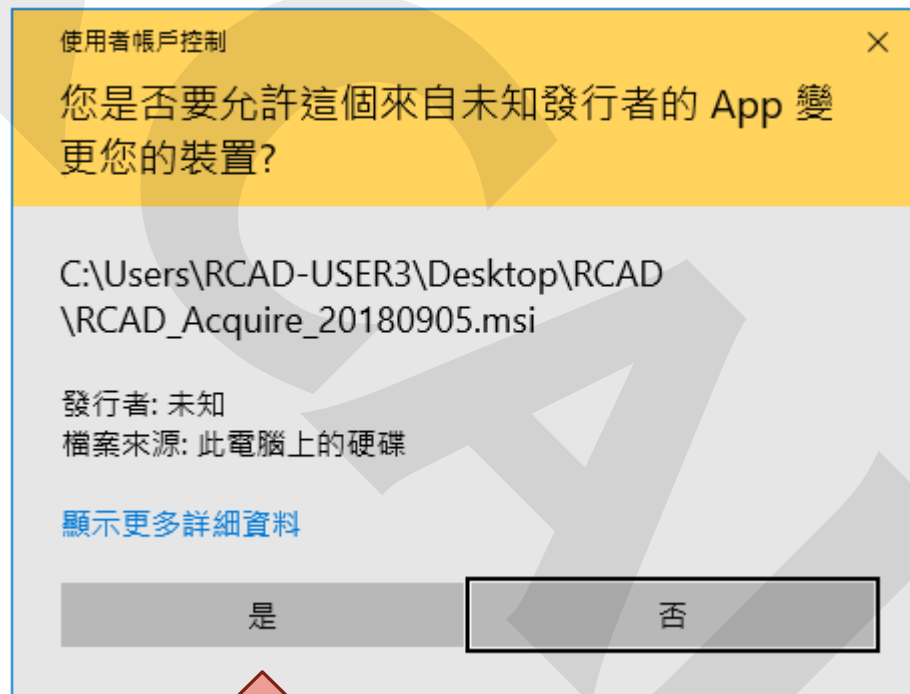 使用者帳戶控制
您是否要允許這個來自未知發行者的 App 變
更您的裝置?
C:\Users\RCAD-USER3\Desktop\RCAD
\RCAD_Acquire_20180905.msi
發行者: 未知
檔案來源: 此電腦上的硬碟
顯示更多詳細資料
是
否